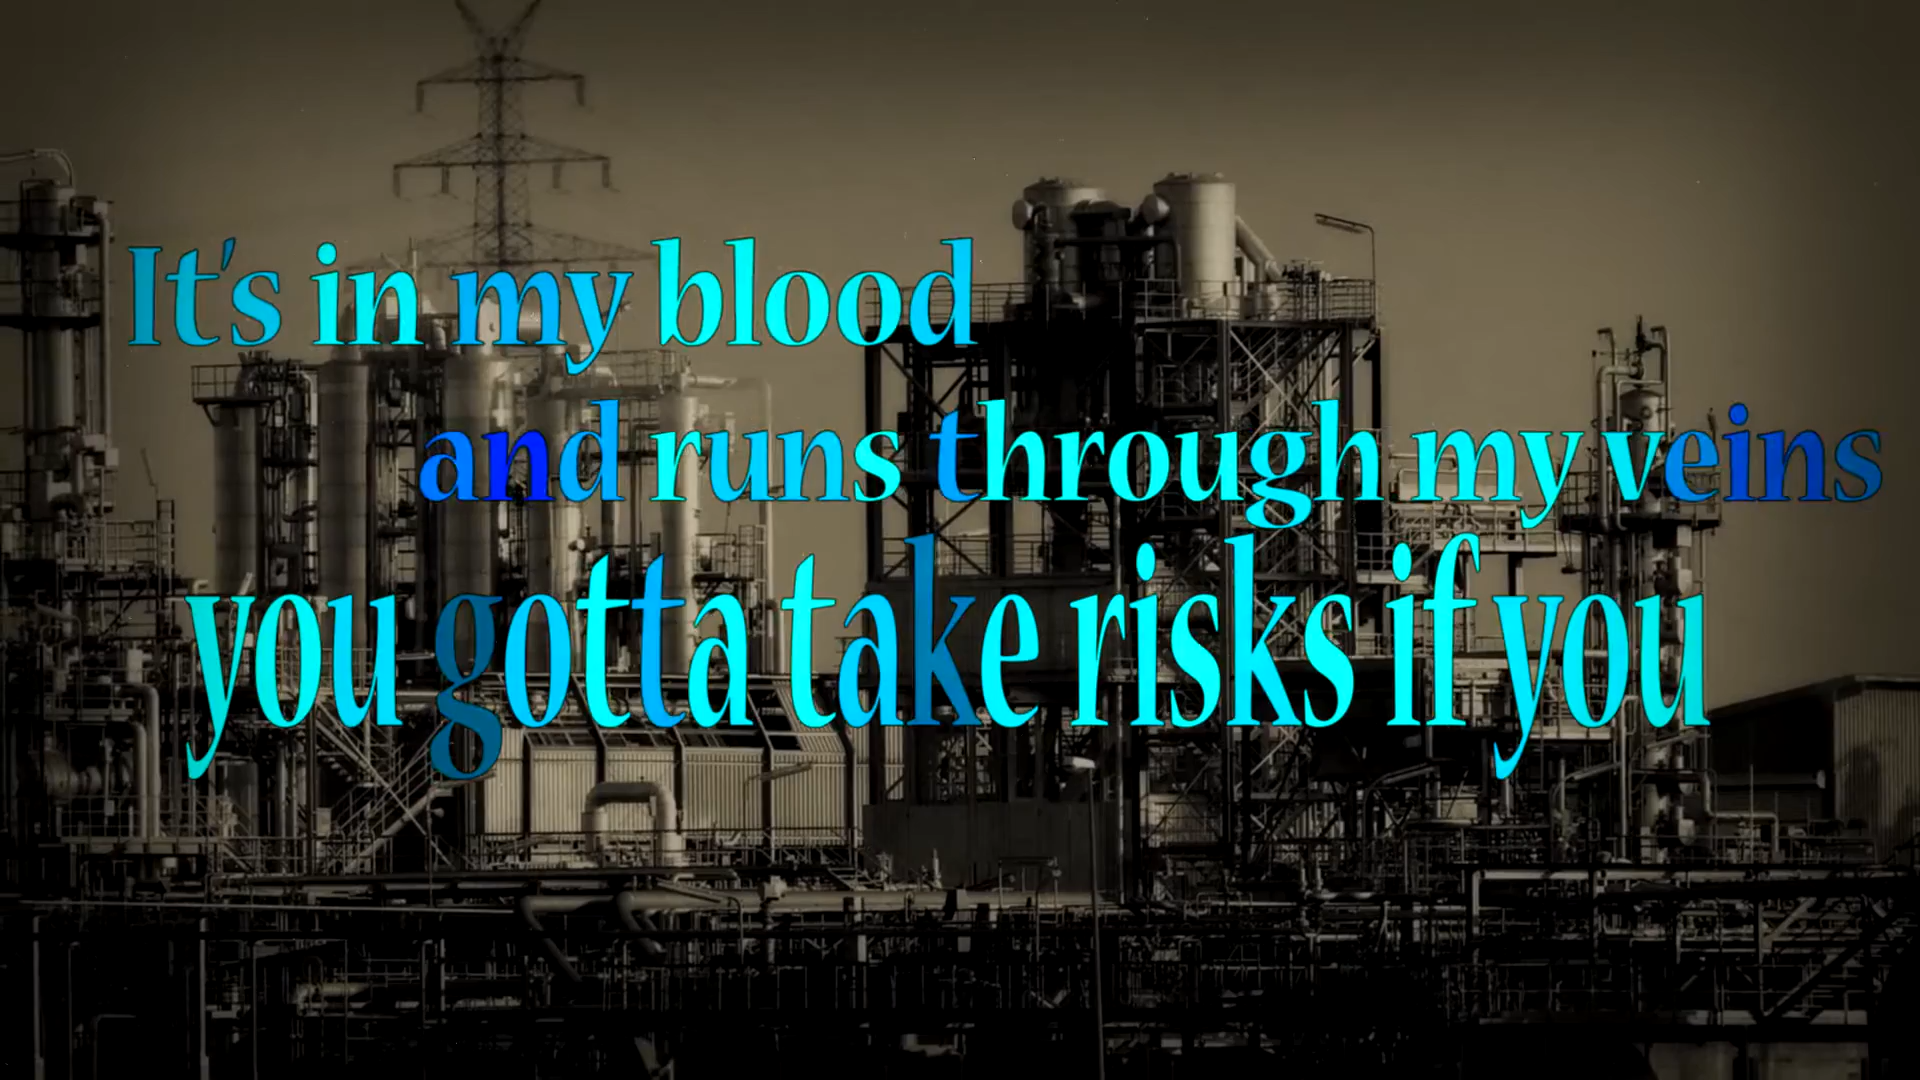 It's in my blood
and runs through my veins
you gotta take risks if you